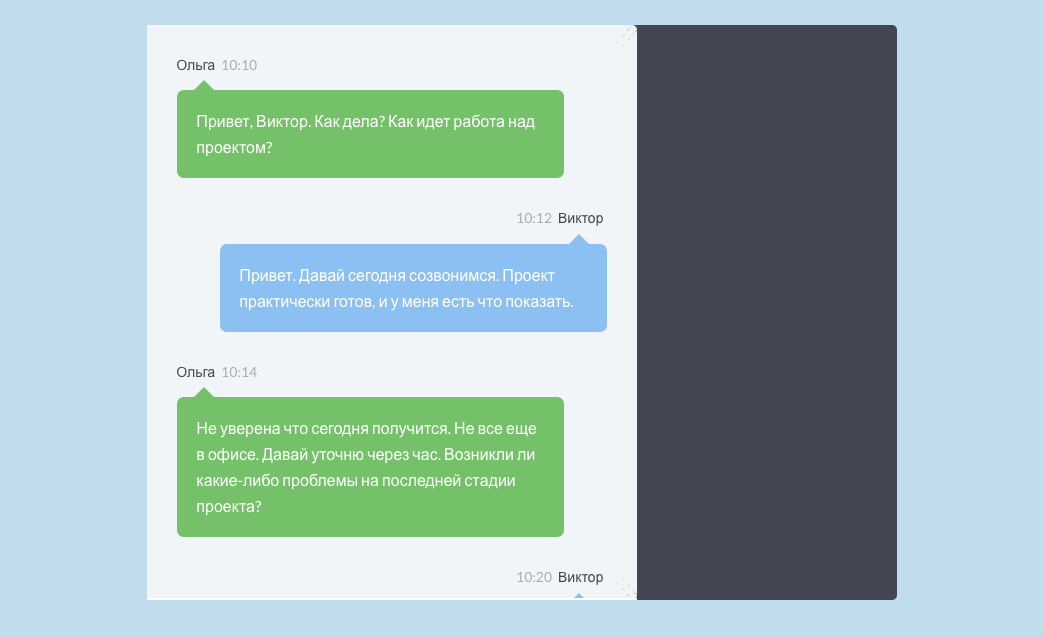 Ольга 10:10
Привет, Виктор. Как дела? Как идет работа над
проектом?
10:12 Виктор
Привет. Давай сегодня созвонимся. Проект
практически готов, и у меня есть что показать.
Ольга 10:14
Не уверена что сегодня получится. Не все еще
в офисе. Давай уточню через час. Возникли ли
какие-либо проблемы на последней стадии
проекта?
10:20 Виктор